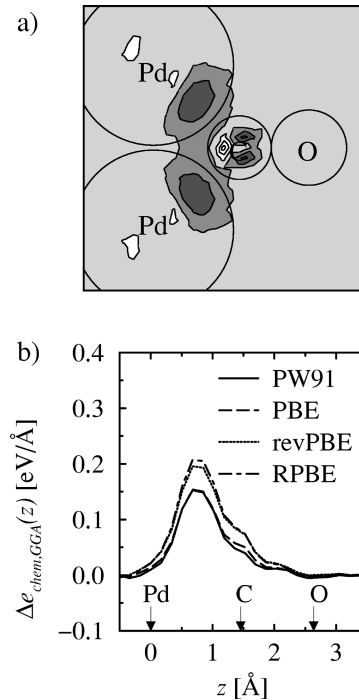 a)
Pd
O
Pd
b)
0.4
PW91
0.3
PBE
revPBE
0.2
RPBE
0.1
0.0
Pd
C
O
−0.1
0
1
2
3
Δe_chem,GGA(z) [eV/Å]
z [Å]